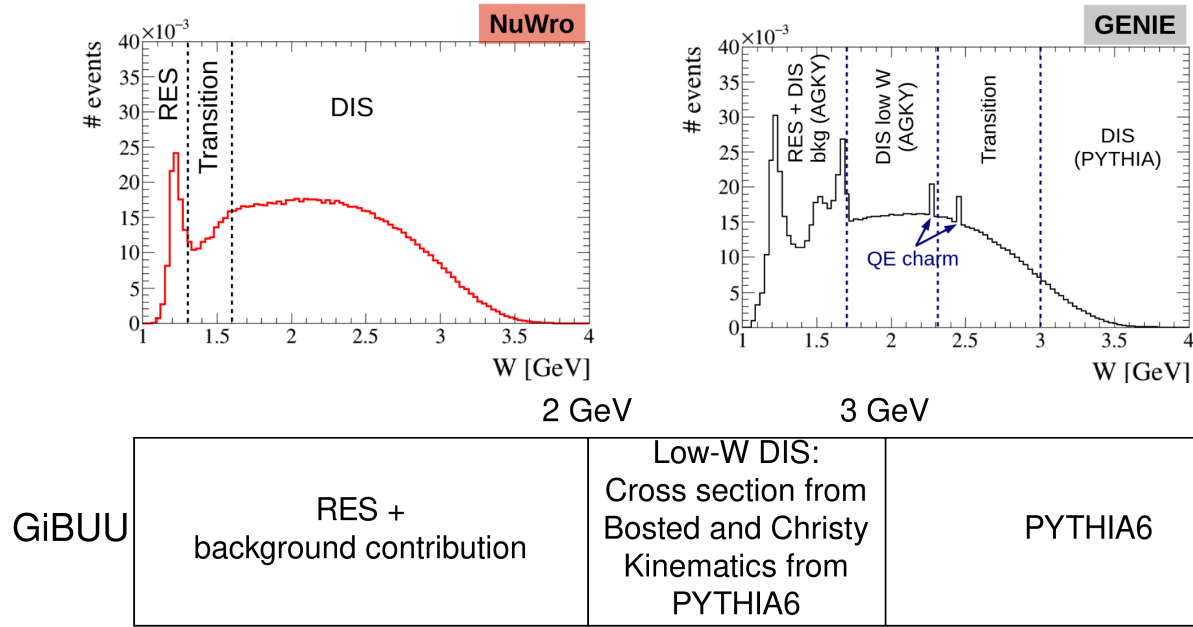 NuWro
×10⁻³
# events
40
35
30
25
20
15
10
5
0
RES
Transition
DIS
1
1.5
2
2.5
3
3.5
4
W [GeV]
GENIE
×10⁻³
# events
40
35
30
25
20
15
10
5
0
RES + DIS
bkg (AGKY)
DIS low W
(AGKY)
Transition
DIS
(PYTHIA)
QE charm
1
1.5
2
2.5
3
3.5
4
W [GeV]
2 GeV
3 GeV
GiBUU
RES +
background contribution
Low-W DIS:
Cross section from
Bosted and Christy
Kinematics from
PYTHIA6
PYTHIA6